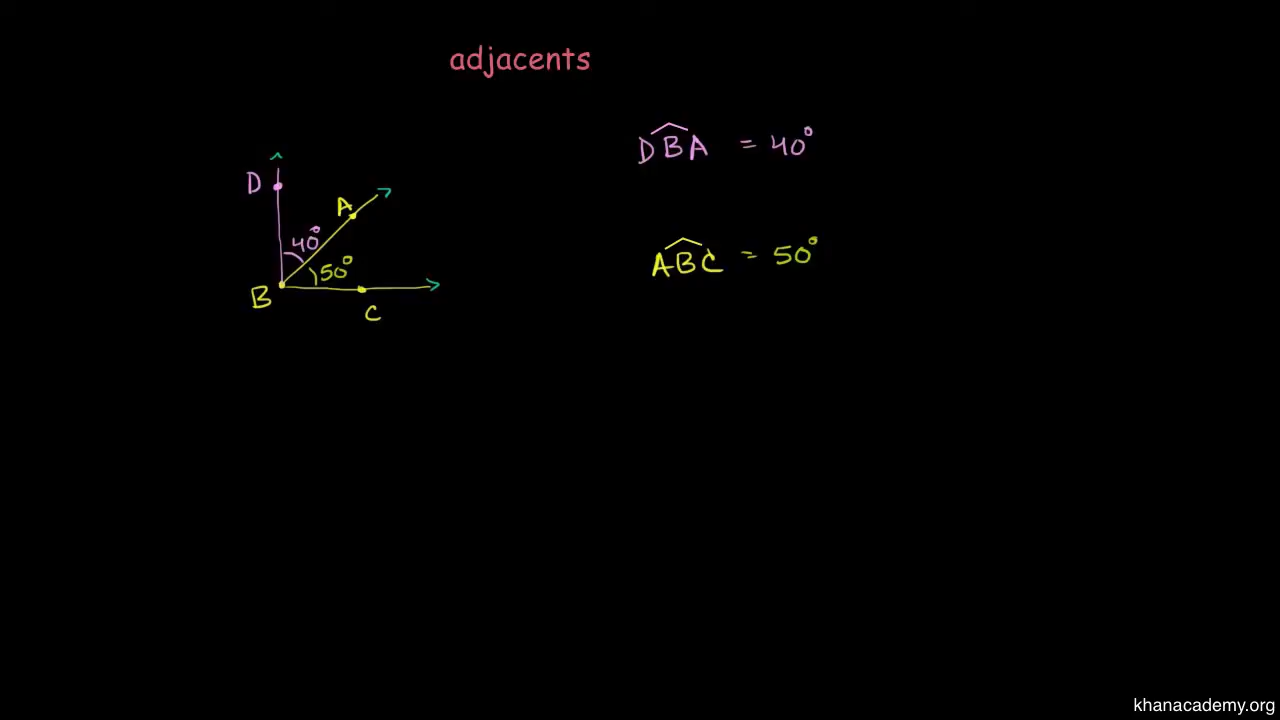 adjacents
DBA = 40°
D
A
40°
50°
B
C
ABC = 50°
khanacademy.org